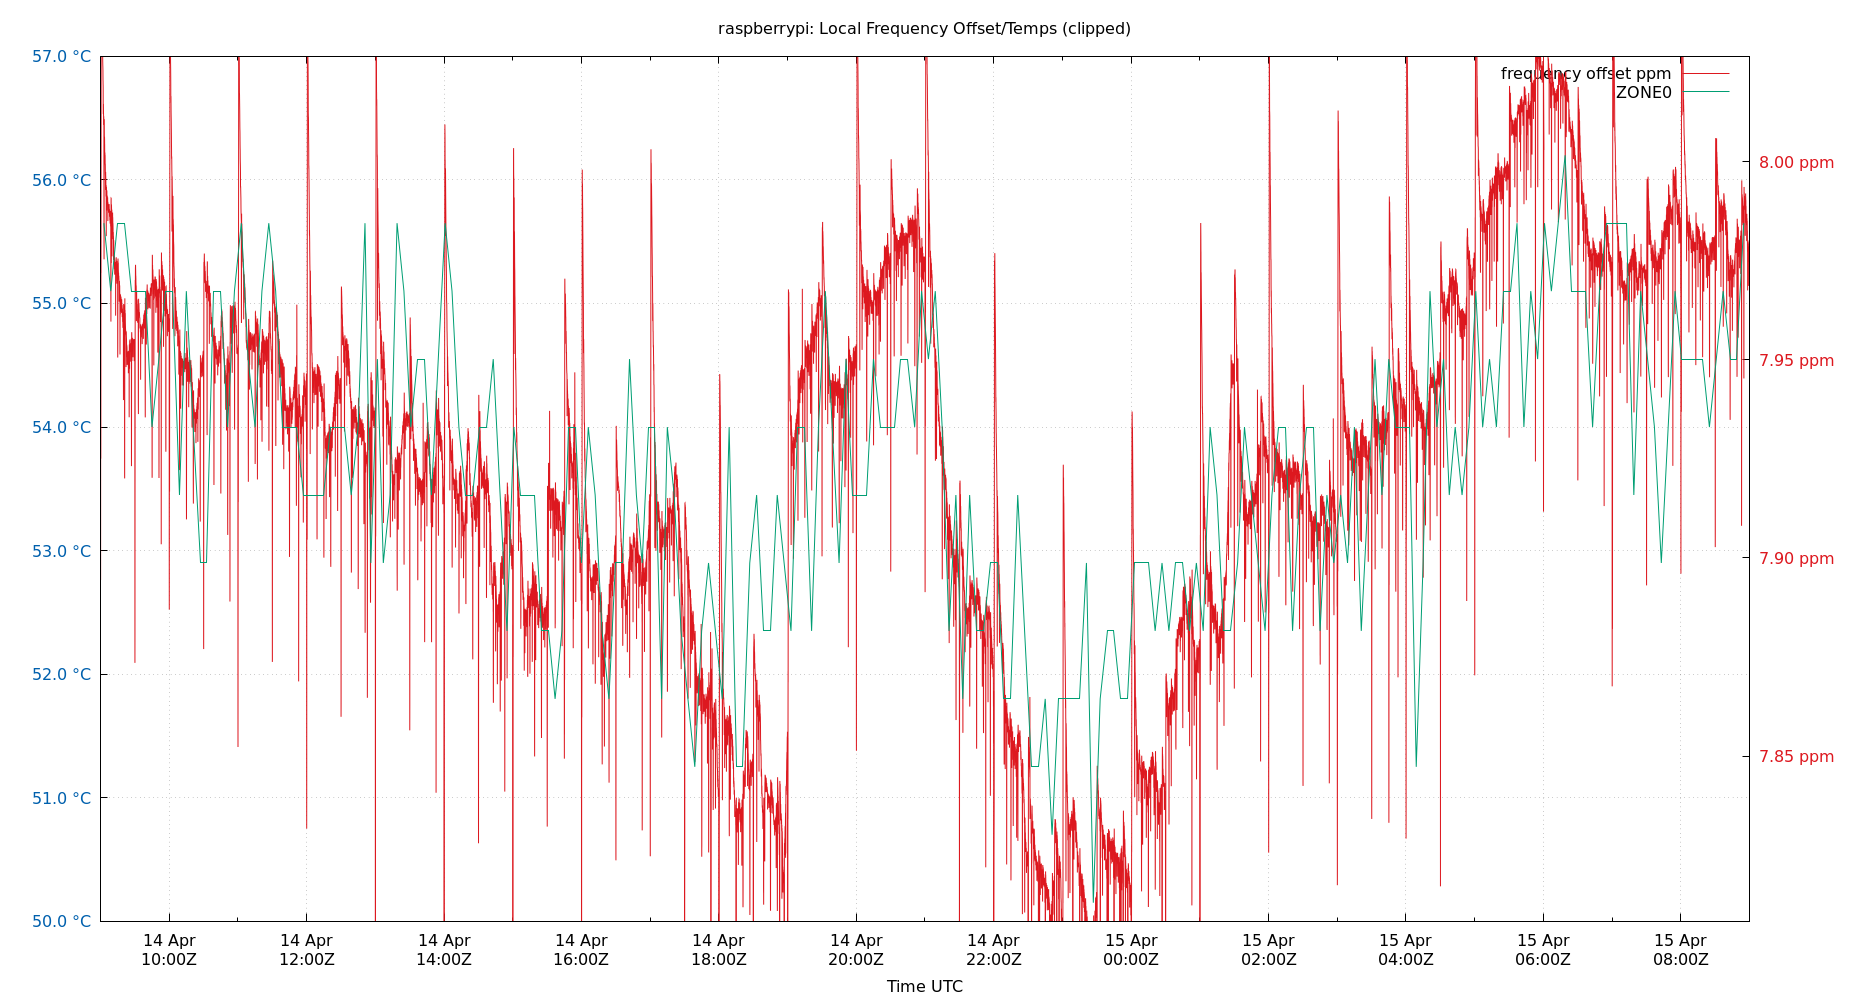 raspberrypi: Local Frequency Offset/Temps (clipped)
57.0 °C
56.0 °C
55.0 °C
54.0 °C
53.0 °C
52.0 °C
51.0 °C
50.0 °C
frequency offset ppm
ZONE0
8.00 ppm
7.95 ppm
7.90 ppm
7.85 ppm
14 Apr
10:00Z
14 Apr
12:00Z
14 Apr
14:00Z
14 Apr
16:00Z
14 Apr
18:00Z
14 Apr
20:00Z
14 Apr
22:00Z
15 Apr
00:00Z
15 Apr
02:00Z
15 Apr
04:00Z
15 Apr
06:00Z
15 Apr
08:00Z
Time UTC